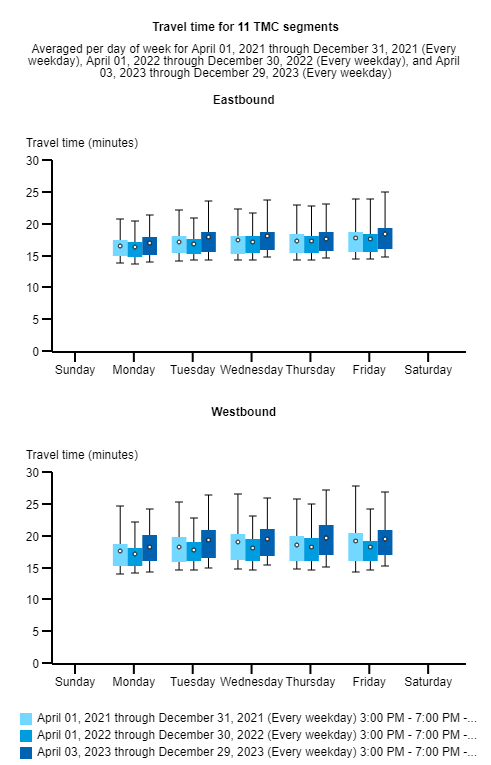 Travel time for 11 TMC segments
Averaged per day of week for April 01, 2021 through December 31, 2021 (Every
weekday), April 01, 2022 through December 30, 2022 (Every weekday), and April
03, 2023 through December 29, 2023 (Every weekday)
Eastbound
Travel time (minutes)
30
25
20
15
10
5
0
Sunday Monday Tuesday Wednesday Thursday Friday Saturday
Westbound
Travel time (minutes)
30
25
20
15
10
5
0
Sunday Monday Tuesday Wednesday Thursday Friday Saturday
April 01, 2021 through December 31, 2021 (Every weekday) 3:00 PM - 7:00 PM -...
April 01, 2022 through December 30, 2022 (Every weekday) 3:00 PM - 7:00 PM -...
April 03, 2023 through December 29, 2023 (Every weekday) 3:00 PM - 7:00 PM -...